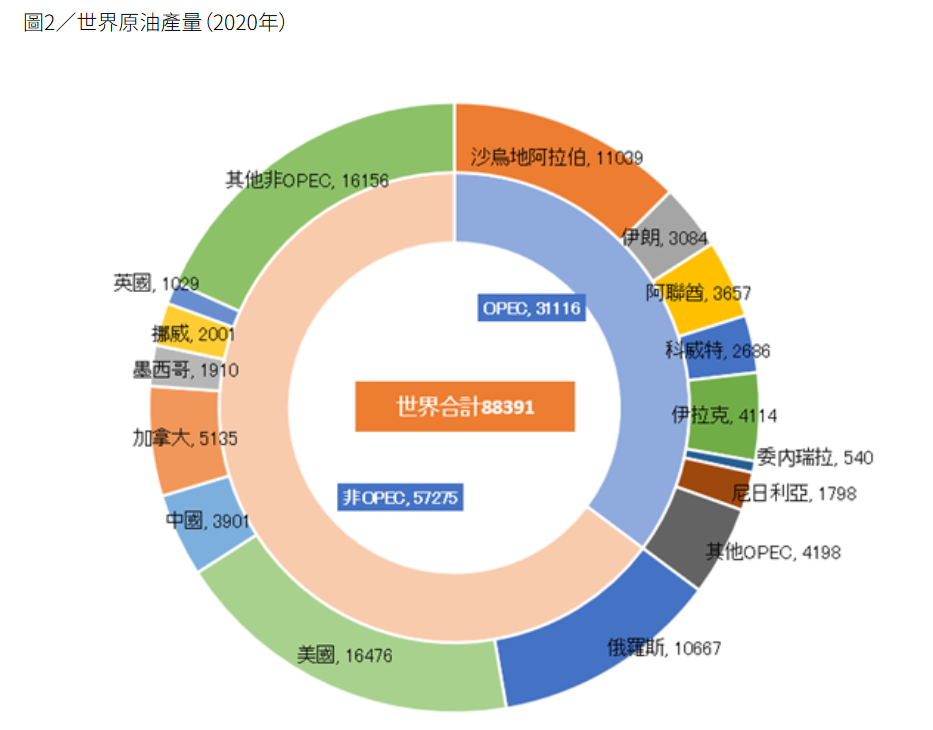 圖2／世界原油產量（2020年）
沙烏地阿拉伯, 11039
其他非OPEC, 16156
伊朗, 3084
英國, 1029
阿聯酋, 3657
OPEC, 31116
挪威, 2001
科威特, 2686
墨西哥, 1910
世界合計88391
伊拉克, 4114
加拿大, 5135
委內瑞拉, 540
尼日利亞, 1798
非OPEC, 57275
中國, 3901
其他OPEC, 4198
俄羅斯, 10667
美國, 16476